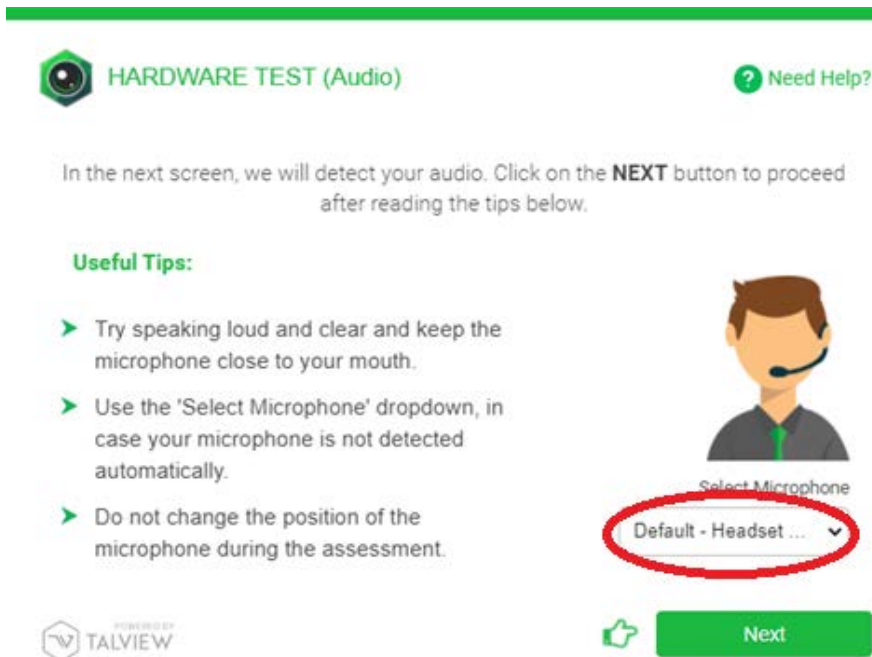 HARDWARE TEST (Audio)
Need Help?
In the next screen, we will detect your audio. Click on the NEXT button to proceed
after reading the tips below.
Useful Tips:
Try speaking loud and clear and keep the
microphone close to your mouth.
Use the 'Select Microphone' dropdown, in
case your microphone is not detected
automatically.
Do not change the position of the
microphone during the assessment.
Select Microphone
Default - Headset ...
POWERED BY
TALVIEW
Next